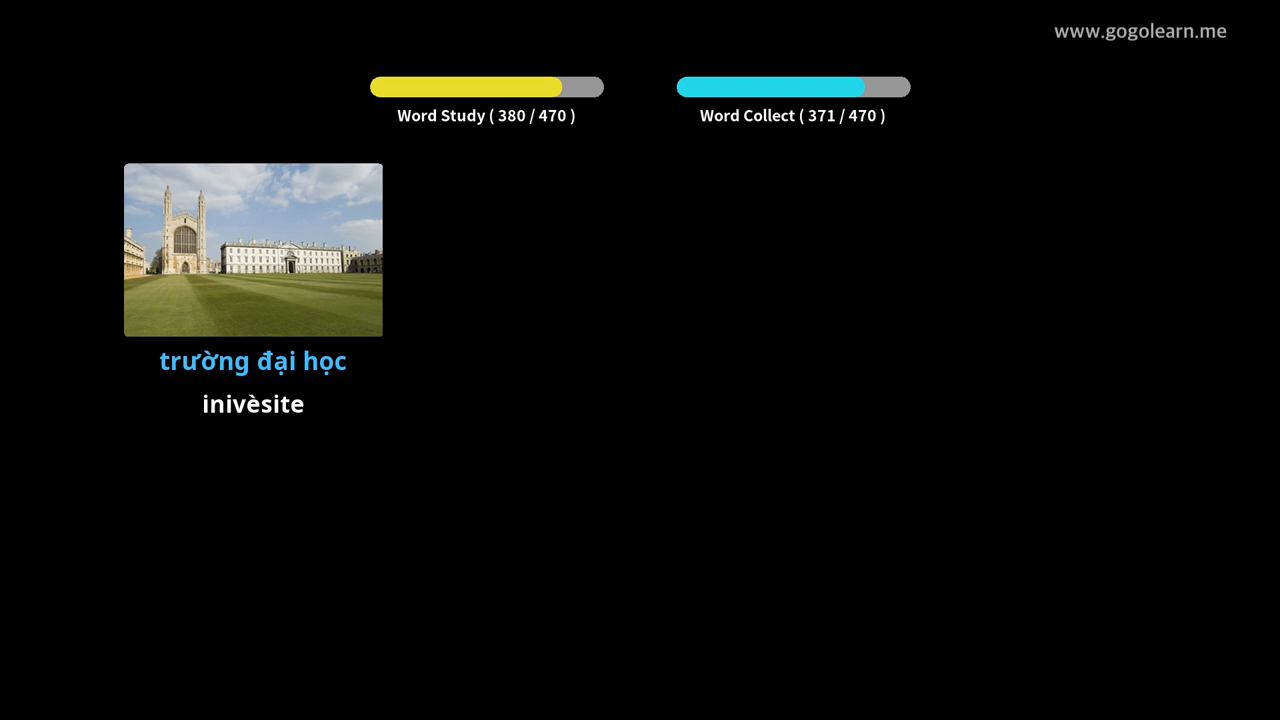 www.gogolearn.me
Word Study ( 380 / 470 )
Word Collect ( 371 / 470 )
trường đại học
inivèsite